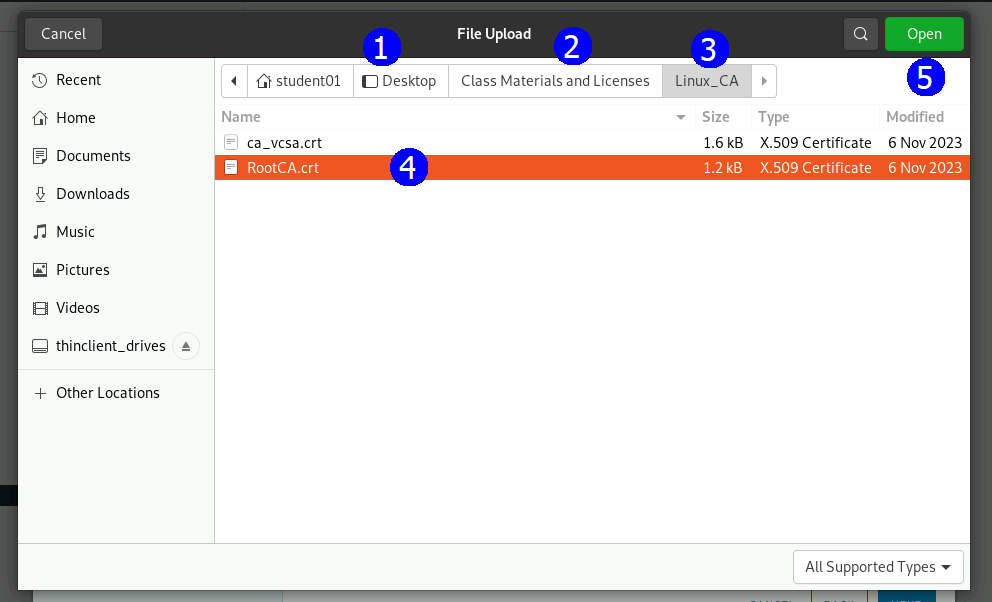 Cancel
File Upload
Open
1
2
3
5
student01
Desktop
Class Materials and Licenses
Linux_CA
Recent
Home
Documents
Downloads
Music
Pictures
Videos
thinclient_drives
Other Locations
Name Size Type Modified
ca_vcsa.crt 1.6 kB X.509 Certificate 6 Nov 2023
RootCA.crt 4 1.2 kB X.509 Certificate 6 Nov 2023
All Supported Types